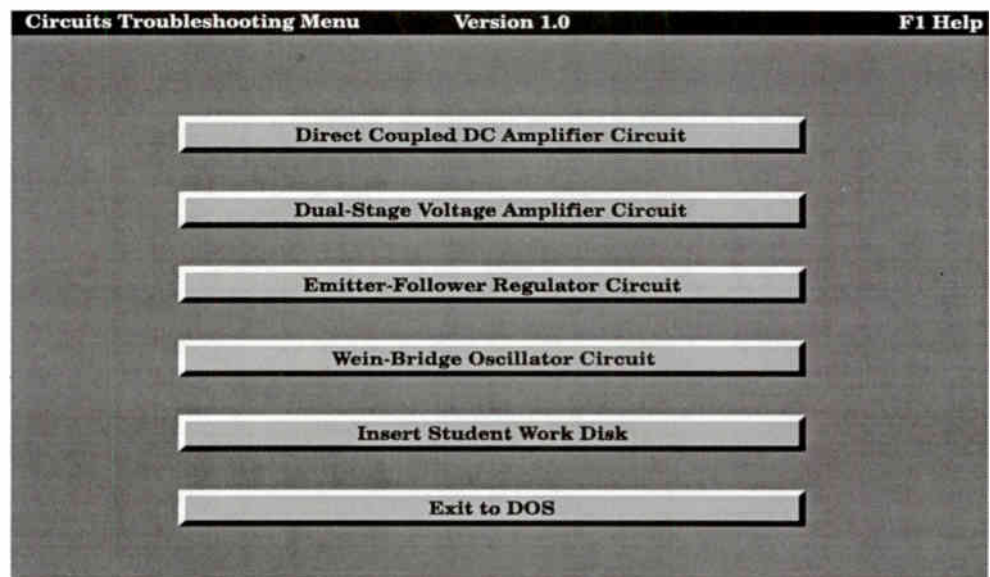 Circuits Troubleshooting Menu Version 1.0 F1 Help
Direct Coupled DC Amplifier Circuit
Dual-Stage Voltage Amplifier Circuit
Emitter-Follower Regulator Circuit
Wein-Bridge Oscillator Circuit
Insert Student Work Disk
Exit to DOS